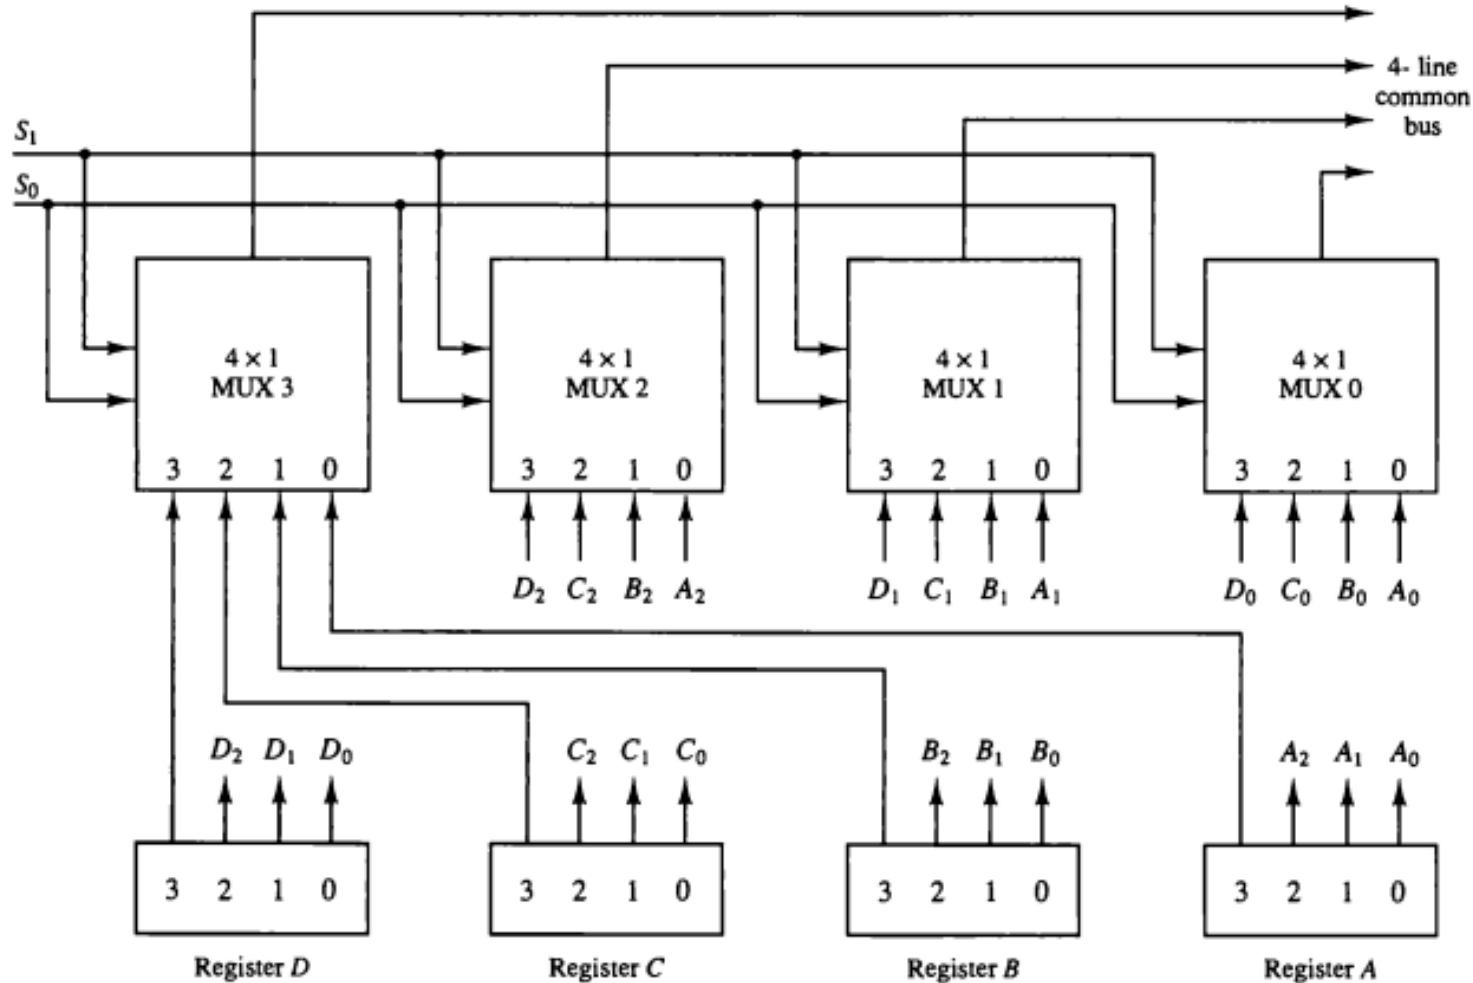 4- line
common
bus
S₁
S₀
4 × 1
MUX 3
4 × 1
MUX 2
4 × 1
MUX 1
4 × 1
MUX 0
3 2 1 0
3 2 1 0
3 2 1 0
3 2 1 0
D₂ C₂ B₂ A₂
D₁ C₁ B₁ A₁
D₀ C₀ B₀ A₀
D₂ D₁ D₀
C₂ C₁ C₀
B₂ B₁ B₀
A₂ A₁ A₀
3 2 1 0
3 2 1 0
3 2 1 0
3 2 1 0
Register D
Register C
Register B
Register A